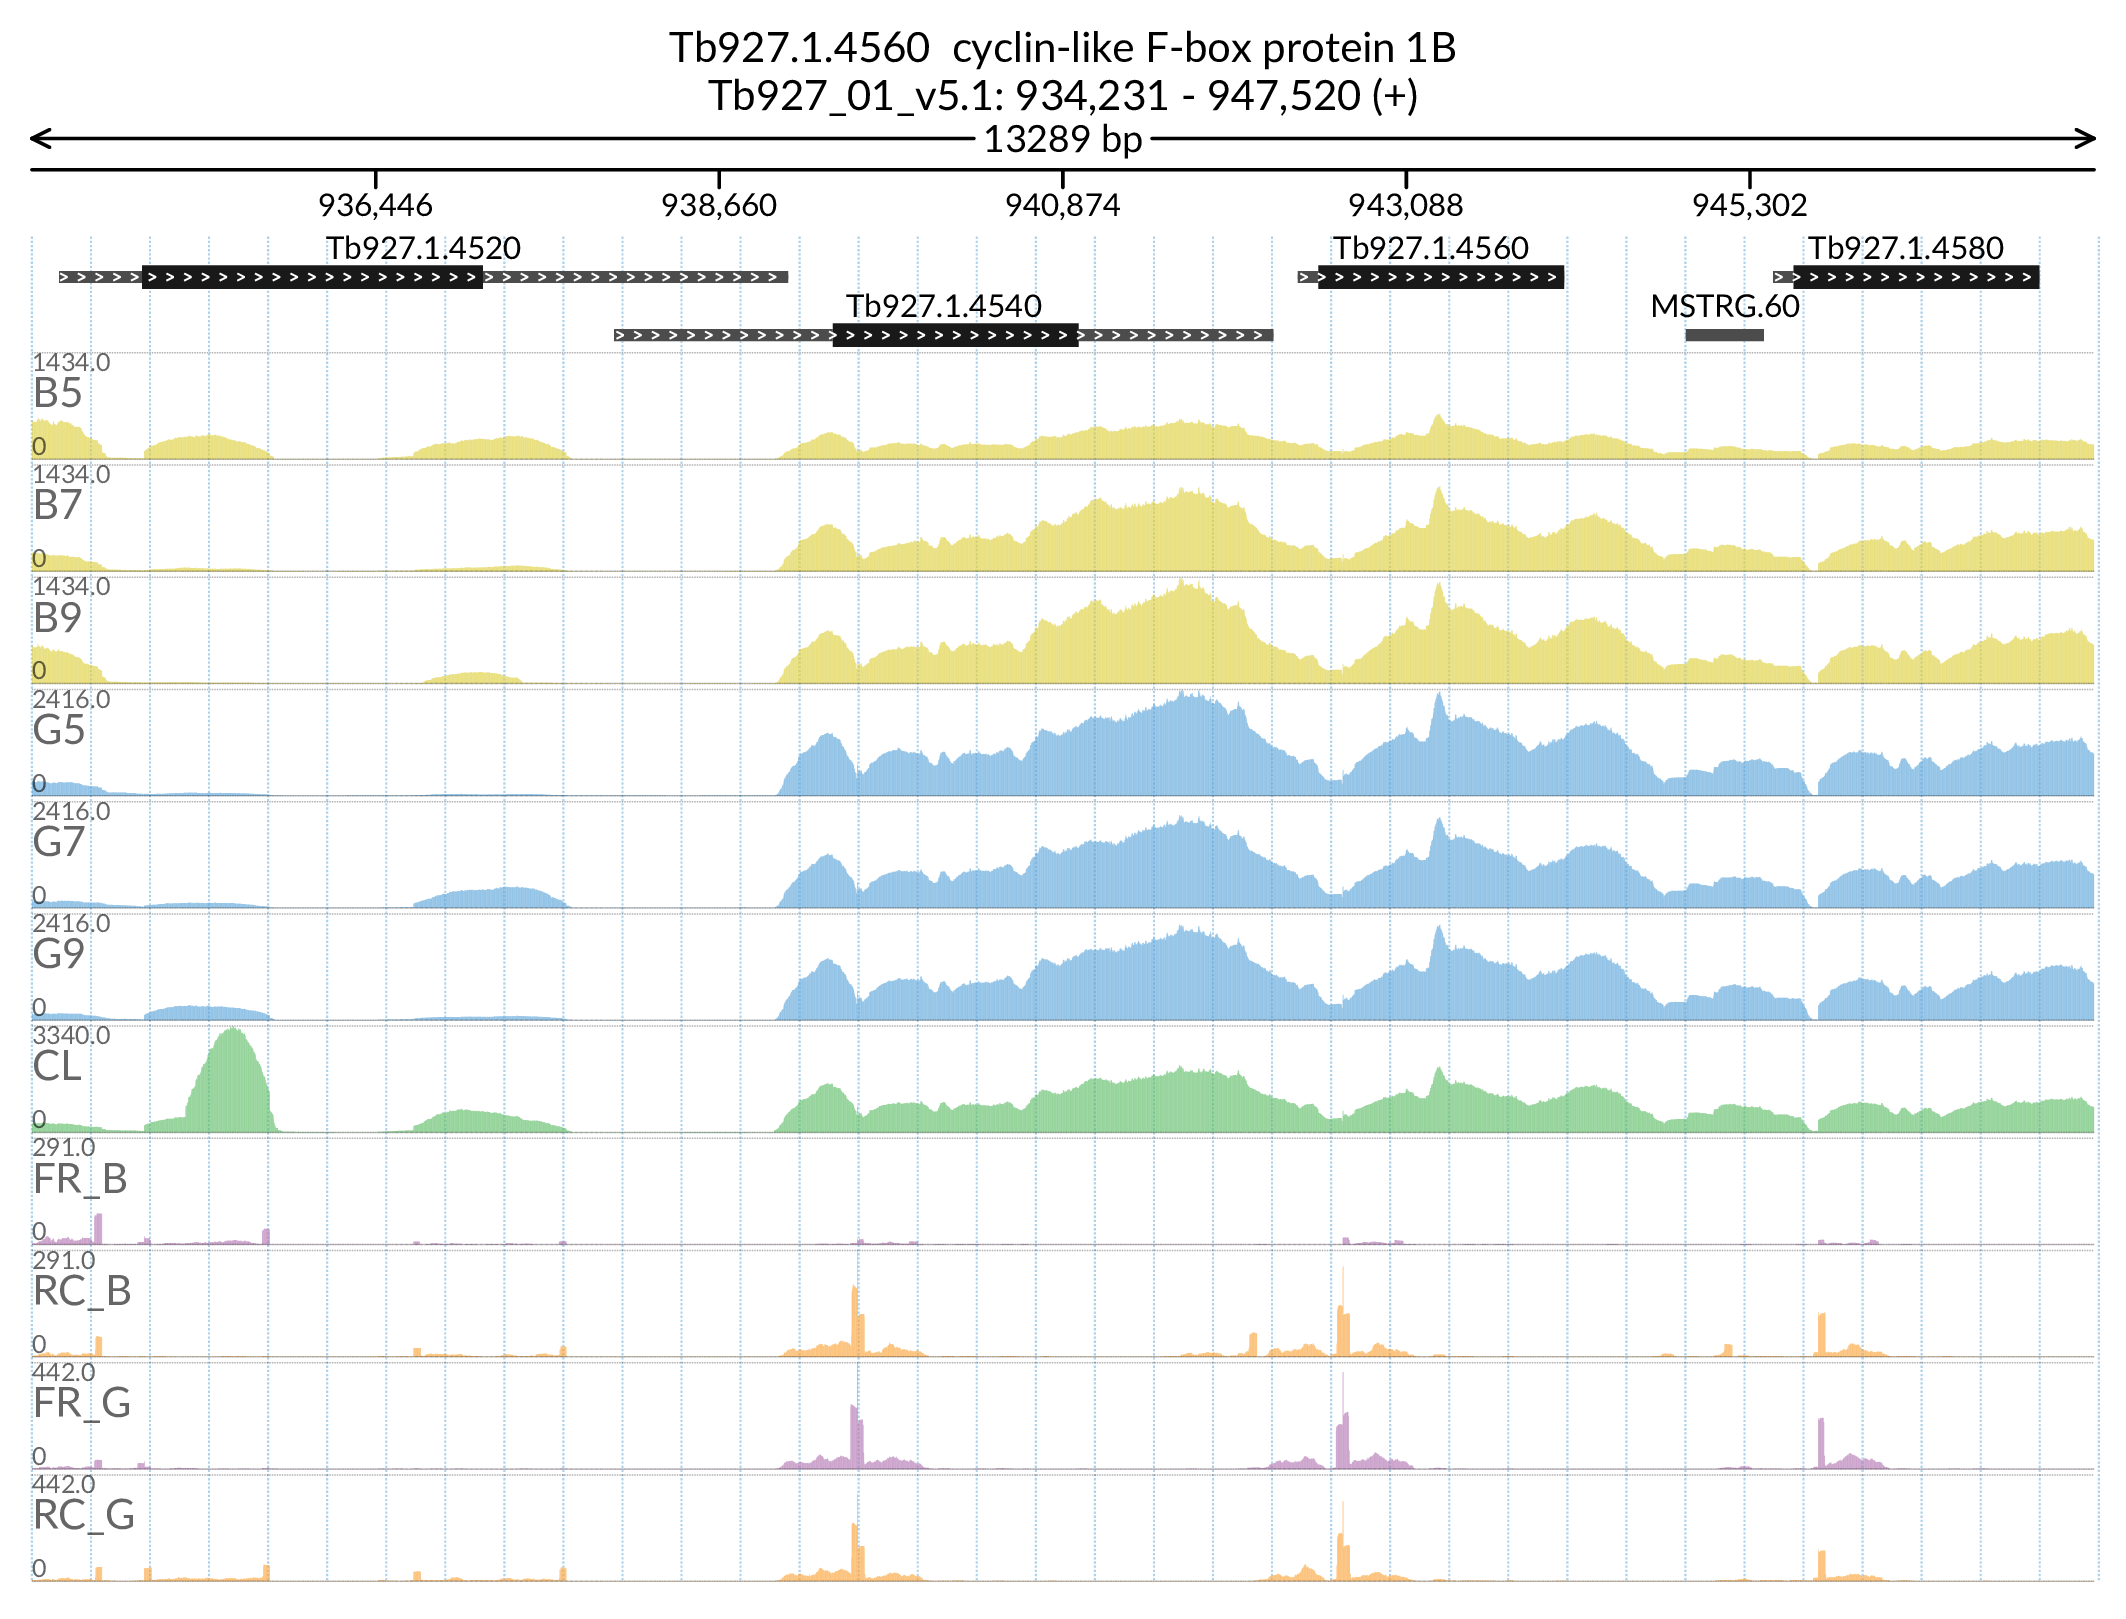 Tb927.1.4560  cyclin-like F-box protein 1B
Tb927_01_v5.1: 934,231 - 947,520 (+)
13289 bp
936,446 938,660 940,874 943,088 945,302
Tb927.1.4520 Tb927.1.4560 Tb927.1.4580
Tb927.1.4540 MSTRG.60
1434.0
B5
0
1434.0
B7
0
1434.0
B9
0
2416.0
G5
0
2416.0
G7
0
2416.0
G9
0
3340.0
CL
0
291.0
FR_B
0
291.0
RC_B
0
442.0
FR_G
0
442.0
RC_G
0